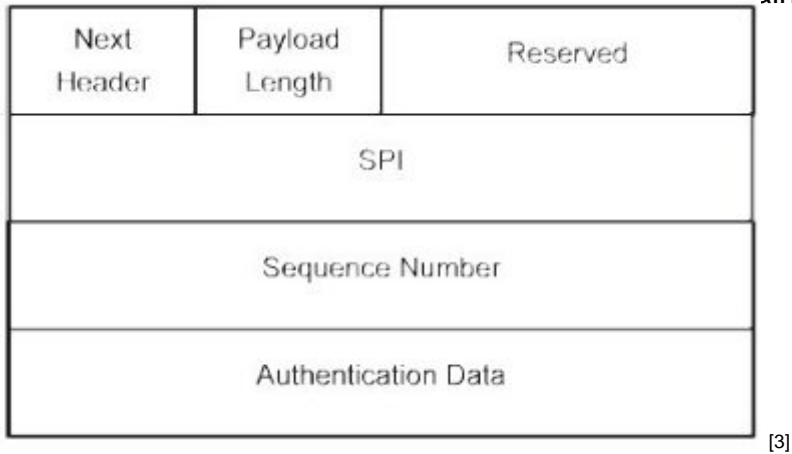 Next Header
Payload Length
Reserved
SPI
Sequence Number
Authentication Data
[3]